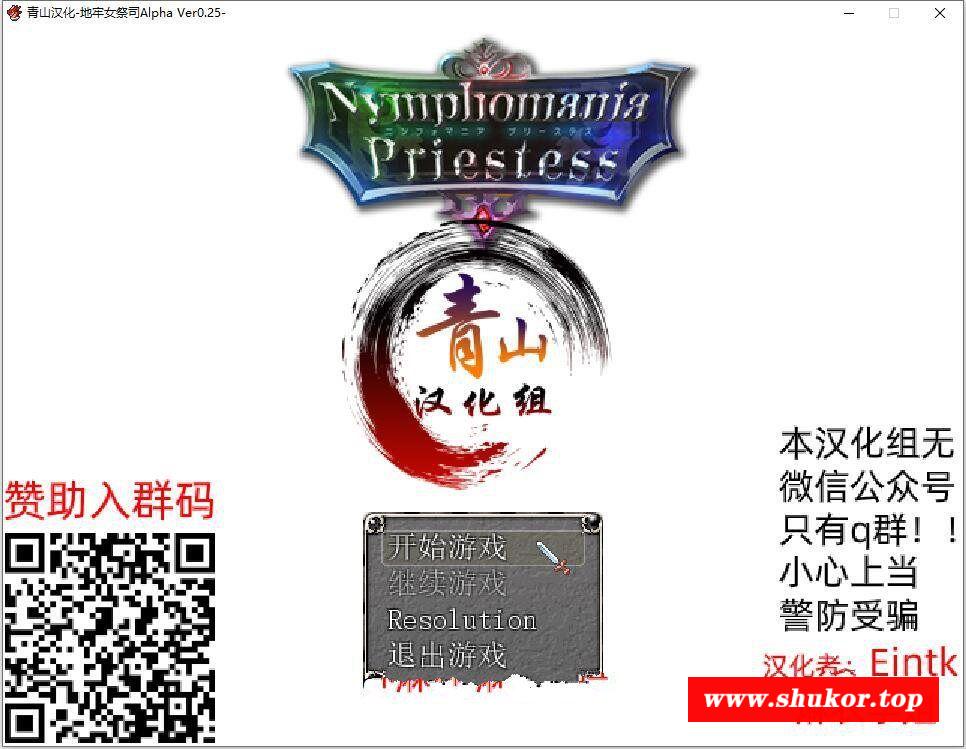 青山汉化-地牢女祭司Alpha Ver0.25-
Nymphomania
ニンフォマニア プリーステス
Priestess
青山
汉化组
赞助入群码
开始游戏
继续游戏
Resolution
退出游戏
本汉化组无
微信公众号
只有q群！！
小心上当
警防受骗
汉化者：Eintk
www.shukor.top